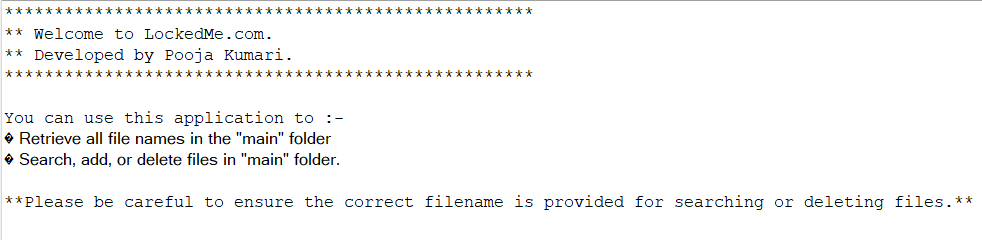 *****************************************************
** Welcome to LockedMe.com.
** Developed by Pooja Kumari.
*****************************************************
You can use this application to :-
� Retrieve all file names in the "main" folder
� Search, add, or delete files in "main" folder.
**Please be careful to ensure the correct filename is provided for searching or deleting files.**